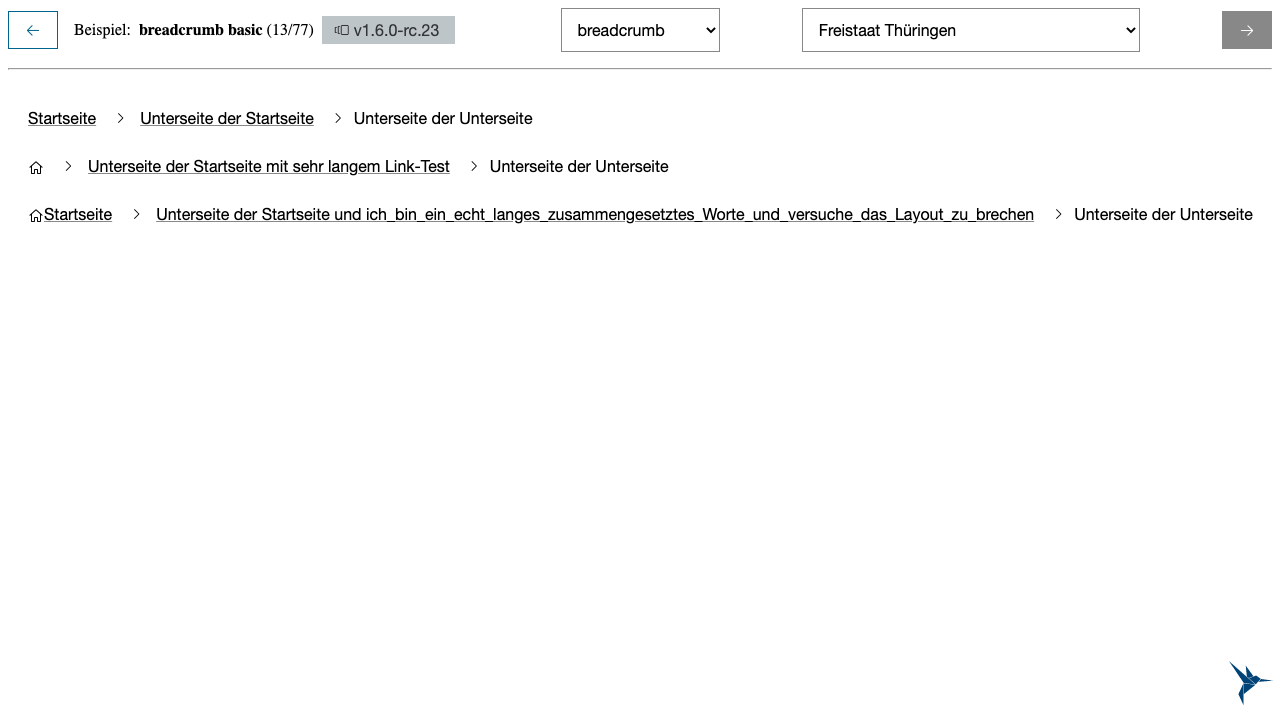 Beispiel: breadcrumb basic (13/77) v1.6.0-rc.23 breadcrumb Freistaat Thüringen
Startseite Unterseite der Startseite Unterseite der Unterseite
Unterseite der Startseite mit sehr langem Link-Test Unterseite der Unterseite
Startseite Unterseite der Startseite und ich_bin_ein_echt_langes_zusammengesetztes_Worte_und_versuche_das_Layout_zu_brechen Unterseite der Unterseite